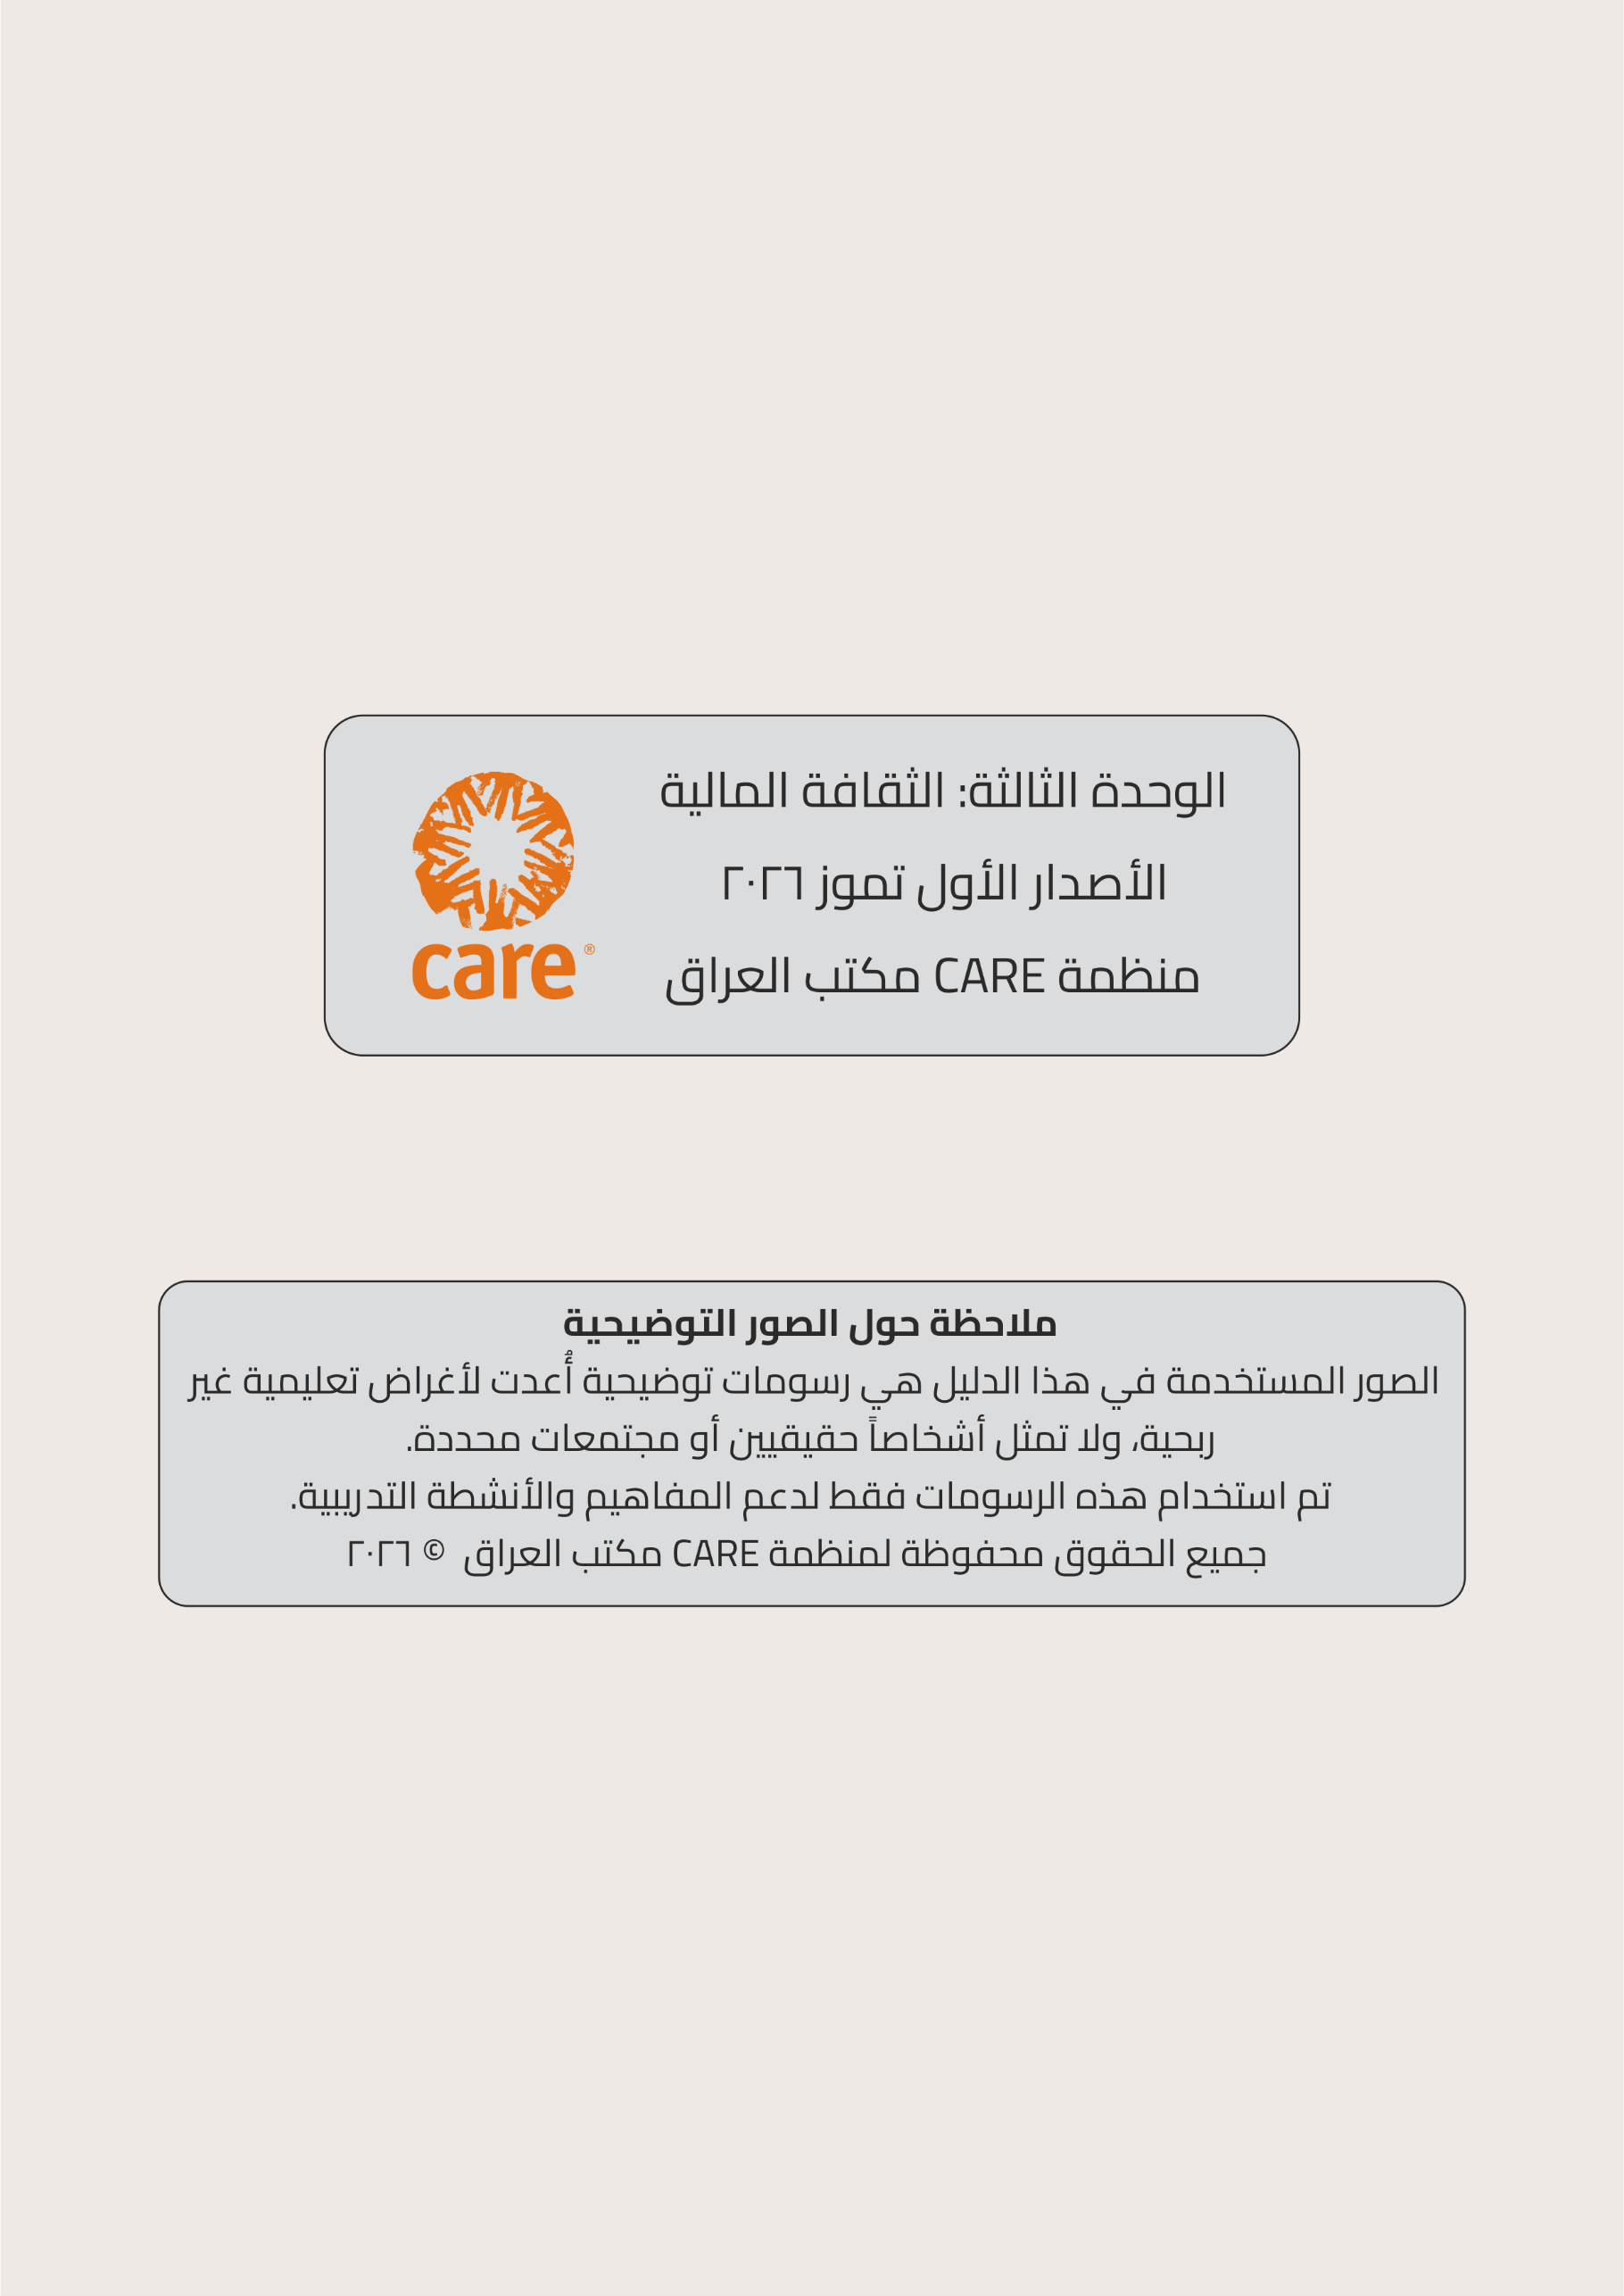 الوحدة الثالثة: الثقافة المالية
الأصدار الأول تموز ٢٠٢٦
منظمة CARE مكتب العراق
care®
ملاحظة حول الصور التوضيحية
الصور المستخدمة في هذا الدليل هي رسومات توضيحية أُعدت لأغراض تعليمية غير
ربحية، ولا تمثل أشخاصاً حقيقيين أو مجتمعات محددة.
تم استخدام هذه الرسومات فقط لدعم المفاهيم والأنشطة التدريبية.
جميع الحقوق محفوظة لمنظمة CARE مكتب العراق © ٢٠٢٦